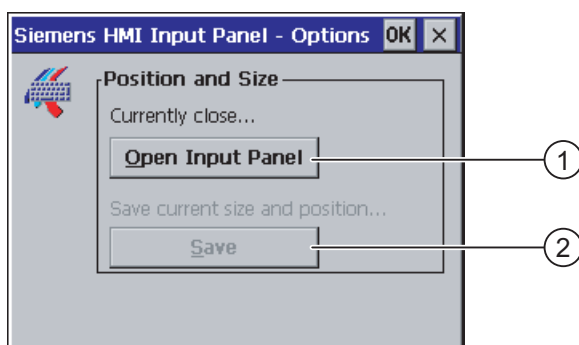 Siemens HMI Input Panel - Options OK ×
Position and Size
Currently close...
Open Input Panel
1
Save current size and position...
Save
2